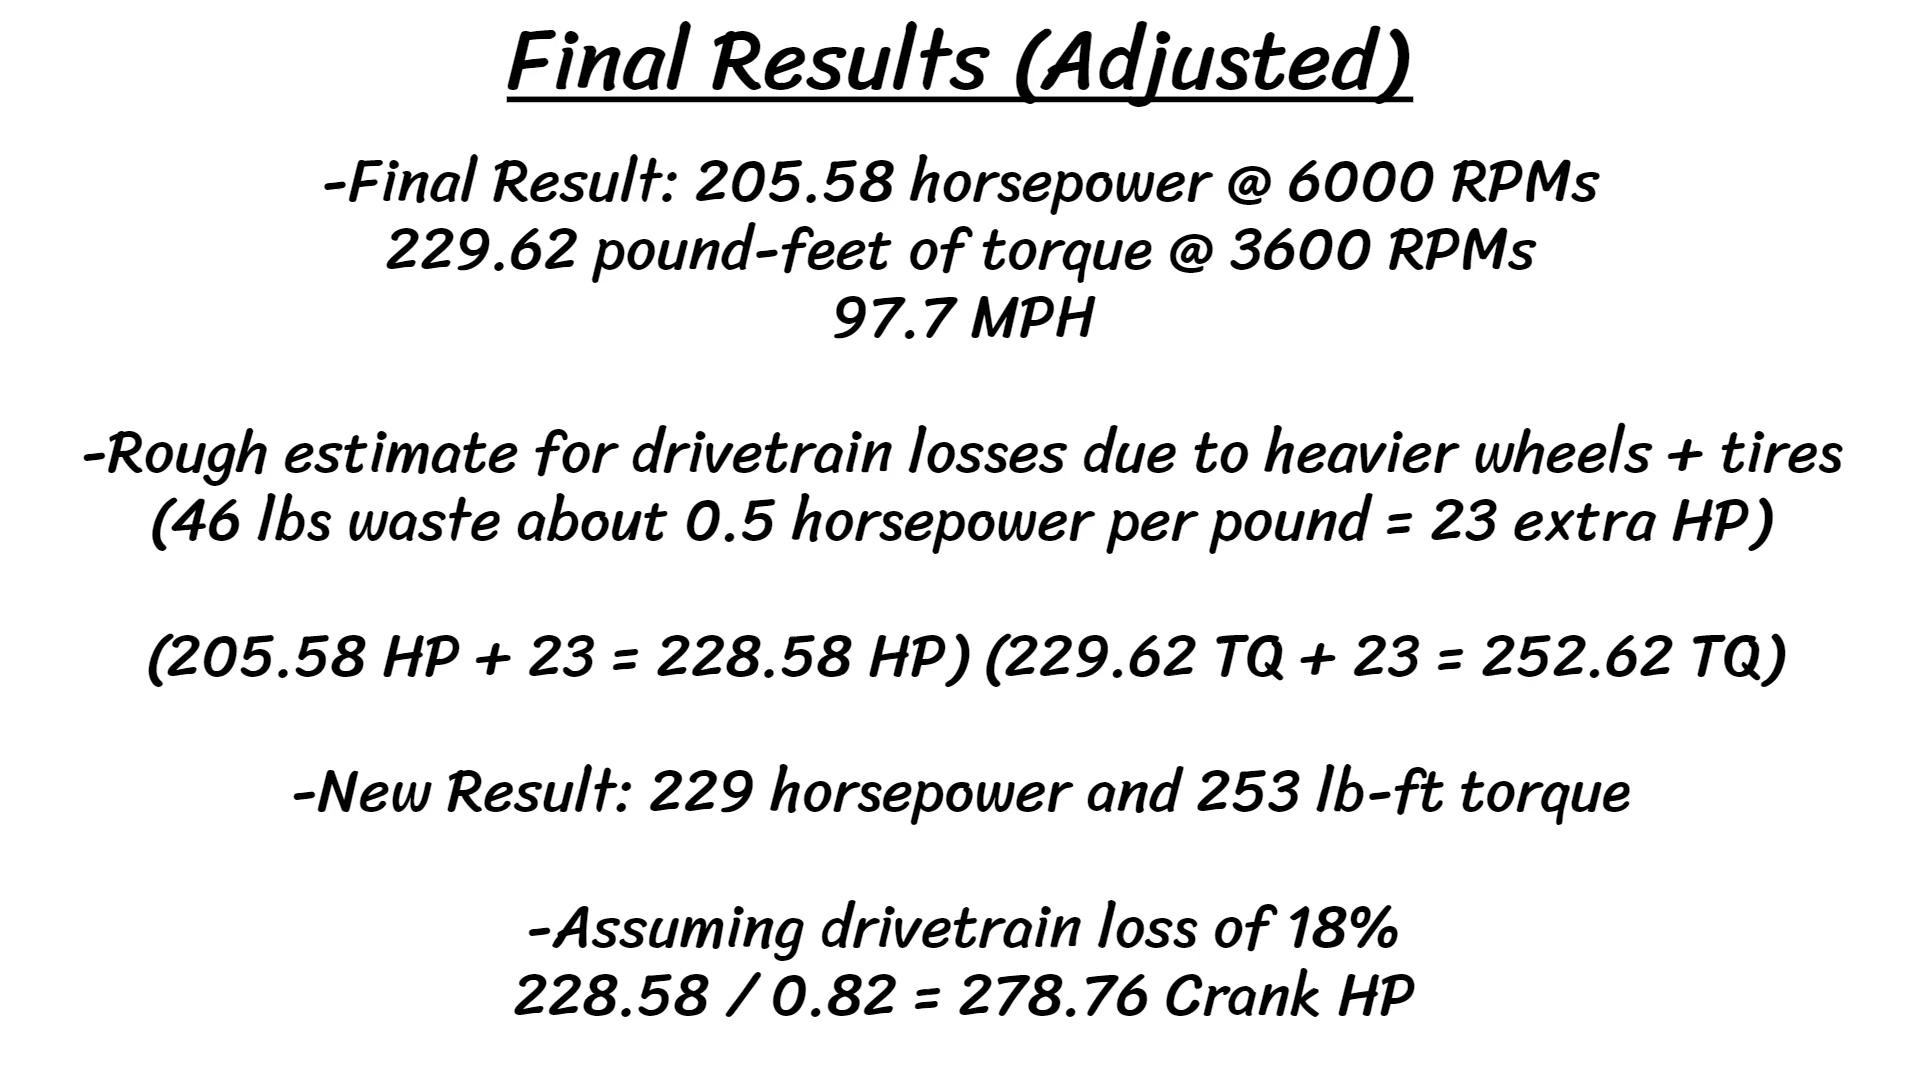 Final Results (Adjusted)
-Final Result: 205.58 horsepower @ 6000 RPMs
229.62 pound-feet of torque @ 3600 RPMs
97.7 MPH
-Rough estimate for drivetrain losses due to heavier wheels + tires
(46 lbs waste about 0.5 horsepower per pound = 23 extra HP)
(205.58 HP + 23 = 228.58 HP) (229.62 TQ + 23 = 252.62 TQ)
-New Result: 229 horsepower and 253 lb-ft torque
-Assuming drivetrain loss of 18%
228.58 / 0.82 = 278.76 Crank HP